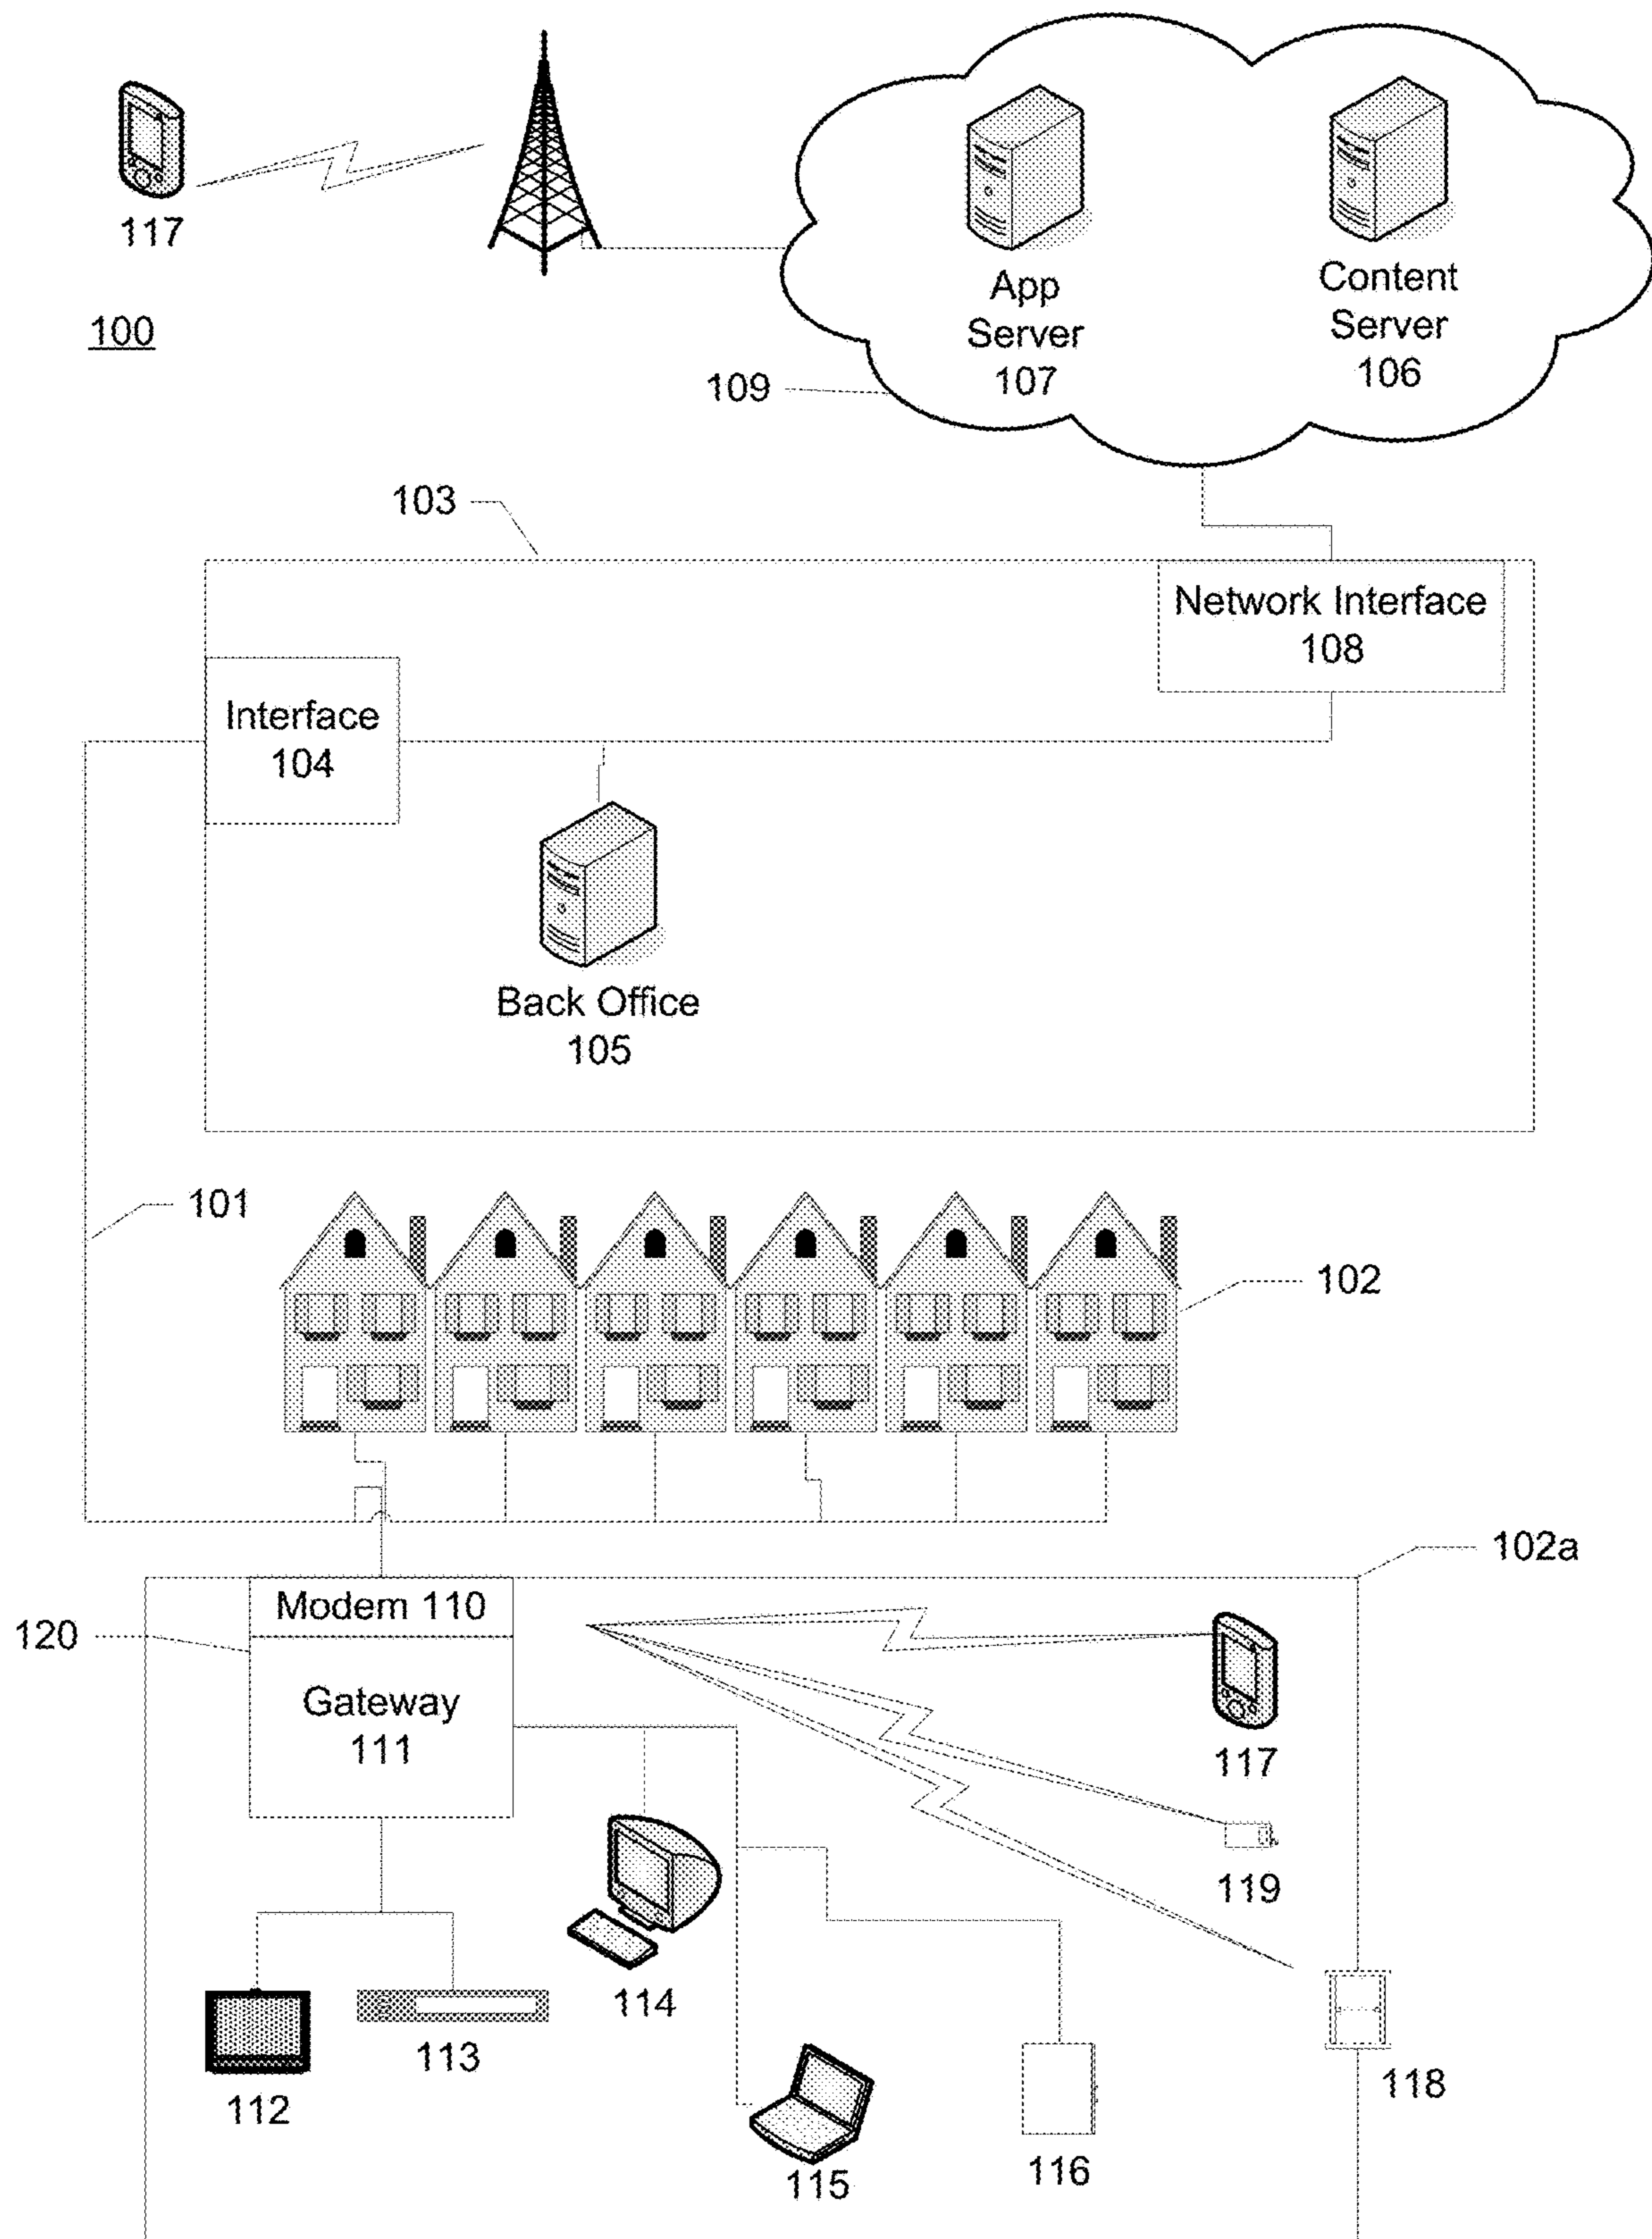 117
100
App
Server
107
Content
Server
106
109
103
Network Interface
108
Interface
104
Back Office
105
101
102
102a
Modem 110
120
Gateway
111
117
119
114
113
112
118
115
116